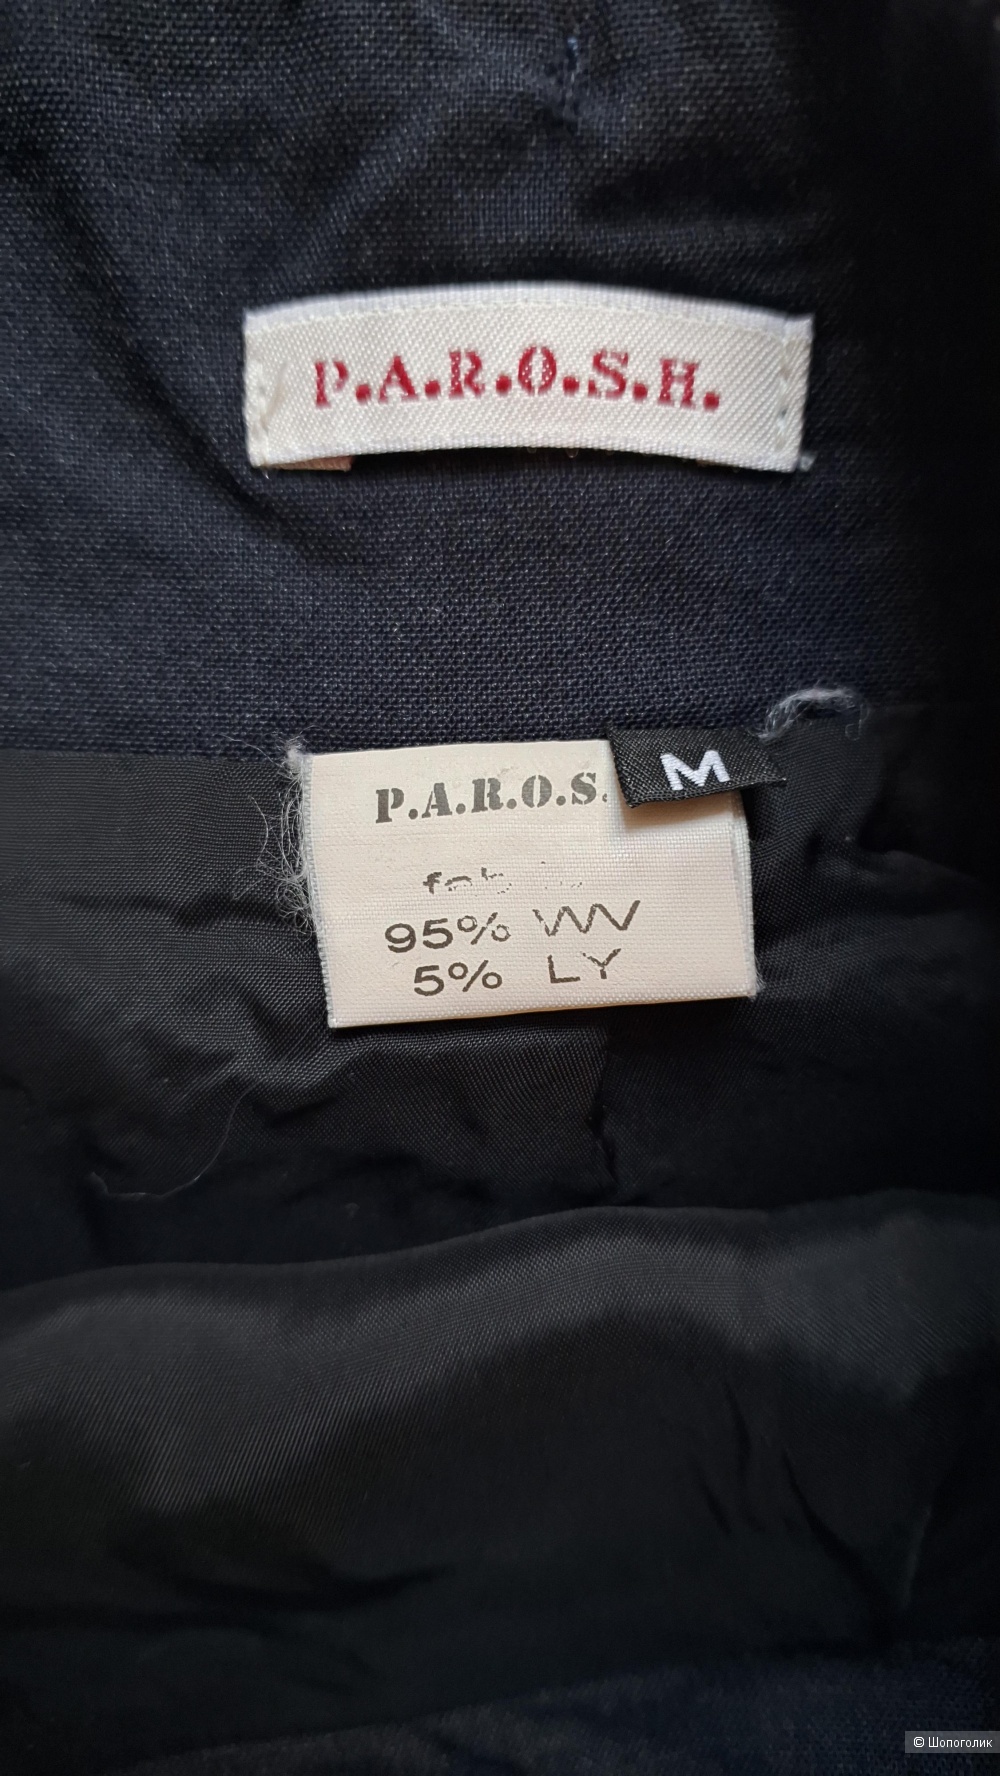 P.A.R.O.S.H.
M
P.A.R.O.S.
95% WV
5% LY
© Шопоголик